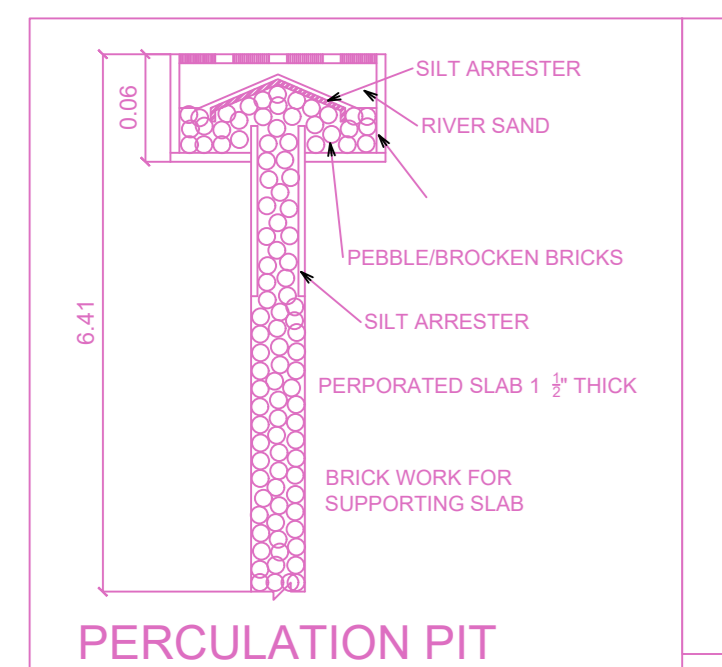 SILT ARRESTER
0.06
RIVER SAND
PEBBLE/BROCKEN BRICKS
6.41
SILT ARRESTER
PERPORATED SLAB 1 1/2" THICK
BRICK WORK FOR
SUPPORTING SLAB
PERCULATION PIT